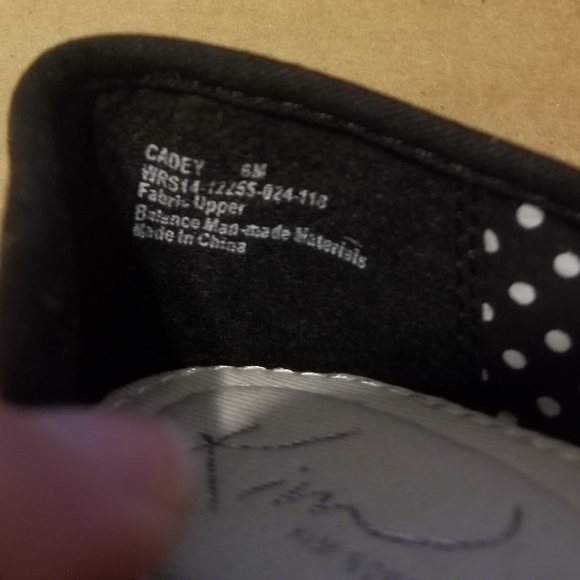 CADEY 6M
WRS14-12255-024-110
Fabric Upper
Balance Man-made Materials
Made in China